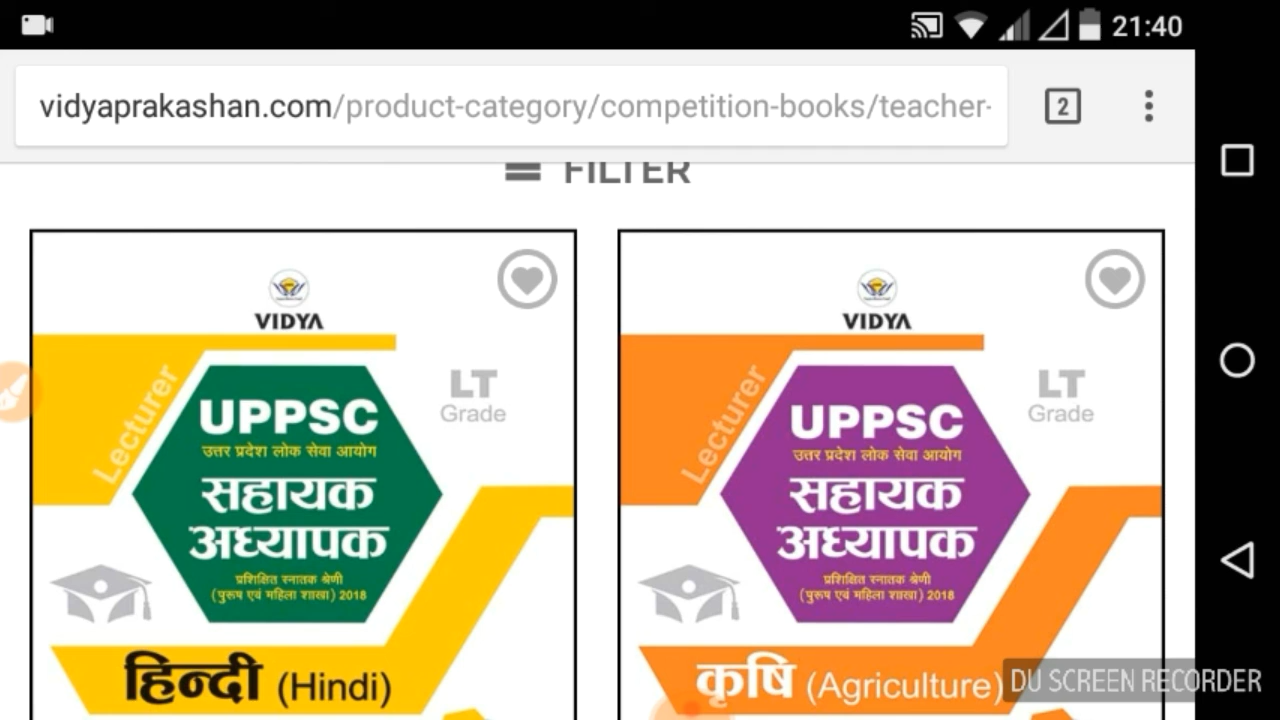 21:40
vidyaprakashan.com/product-category/competition-books/teacher-
2
FILTER
VIDYA
Lecturer
LT
Grade
UPPSC
उत्तर प्रदेश लोक सेवा आयोग
सहायक
अध्यापक
प्रशिक्षित स्नातक श्रेणी
(पुरूष एवं महिला शाखा) 2018
हिन्दी (Hindi)
VIDYA
Lecturer
LT
Grade
UPPSC
उत्तर प्रदेश लोक सेवा आयोग
सहायक
अध्यापक
प्रशिक्षित स्नातक श्रेणी
(पुरूष एवं महिला शाखा) 2018
कृषि (Agriculture)
DU SCREEN RECORDER